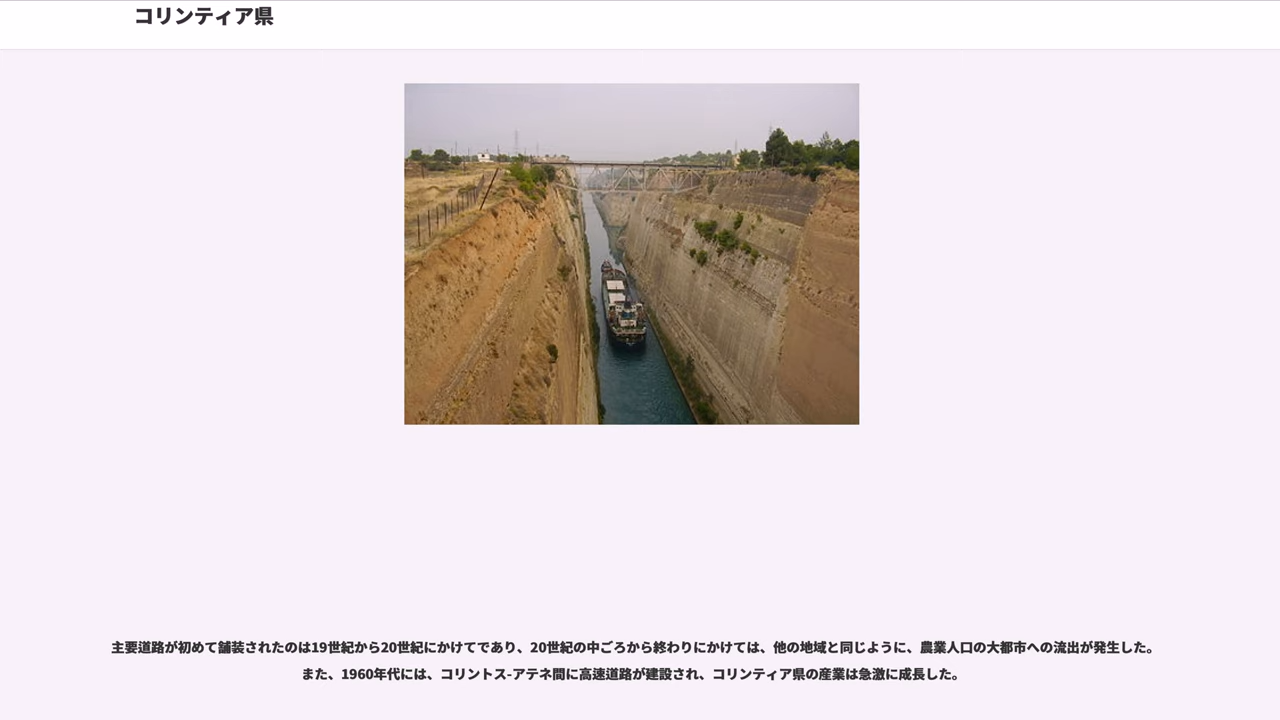 コリンティア県
主要道路が初めて舗装されたのは19世紀から20世紀にかけてであり、20世紀の中ごろから終わりにかけては、他の地域と同じように、農業人口の大都市への流出が発生した。
また、1960年代には、コリントス-アテネ間に高速道路が建設され、コリンティア県の産業は急激に成長した。